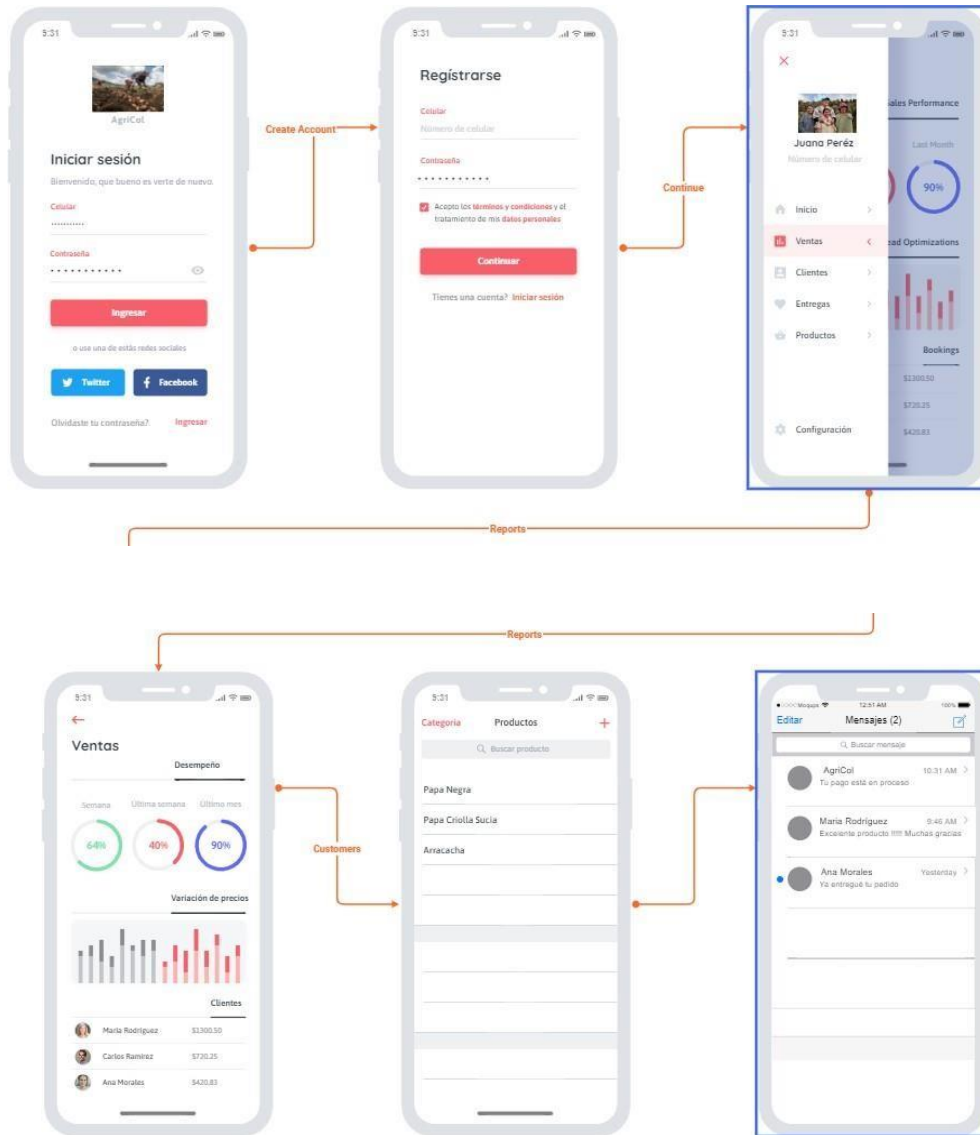 5:31
AgriCol
Iniciar sesión
Bienvenido, que bueno es verte de nuevo.
Celular
Contraseña
Ingresar
o use una de estás redes sociales
Twitter
Facebook
Olvidaste tu contraseña? Ingresar
Create Account
5:31
Regístrarse
Celular
Número de celular
Contraseña
Acepto los términos y condiciones y el
tratamiento de mis datos personales
Continuar
Tienes una cuenta? Iniciar sesión
Continue
5:31
Juana Peréz
Número de celular
Inicio
Ventas
Clientes
Entregas
Productos
Configuración
ales Performance
Last Month
90%
ead Optimizations
Bookings
$1300.50
$720.25
$420.83
Reports
Reports
5:31
Ventas
Desempeño
Semana Última semana Último mes
64% 40% 90%
Variación de precios
Clientes
Maria Rodríguez $1300.50
Carlos Ramírez $720.25
Ana Morales $420.83
Customers
5:31
Categoría Productos +
Buscar producto
Papa Negra
Papa Criolla Sucia
Arracacha
12:51 AM 100%
Editar Mensajes (2)
Buscar mensaje
AgriCol 10:31 AM
Tu pago está en proceso
Maria Rodríguez 9:46 AM
Excelente producto !!!!! Muchas gracias
Ana Morales Yesterday
Ya entregué tu pedido